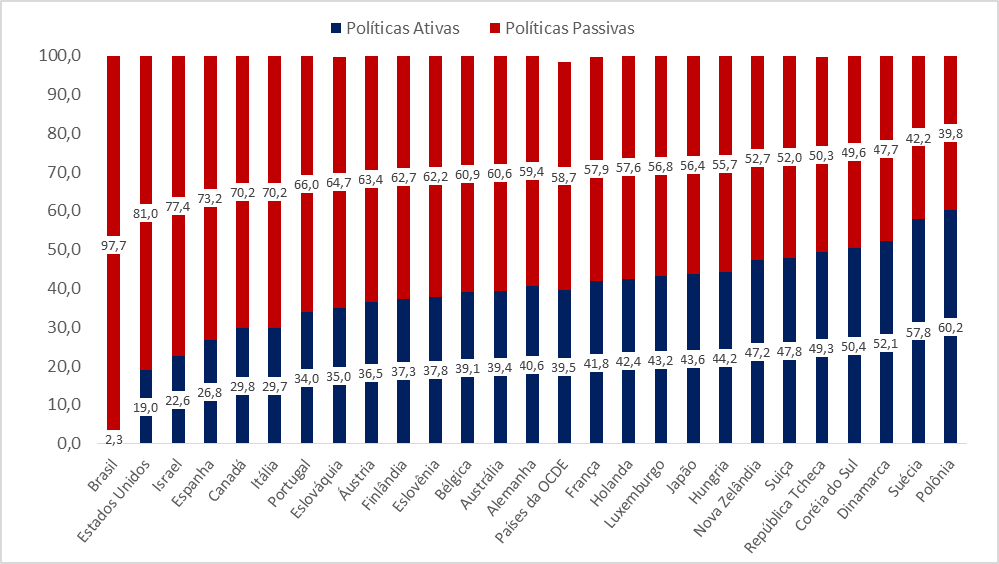 Políticas Ativas Políticas Passivas
100,0
90,0
80,0
70,0
60,0
50,0
40,0
30,0
20,0
10,0
0,0
97,7 81,0 77,4 73,2 70,2 70,2 66,0 64,7 63,4 62,7 62,2 60,9 60,6 59,4 58,7 57,9 57,6 56,8 56,4 55,7 52,7 52,0 50,3 49,6 47,7 42,2 39,8
2,3 19,0 22,6 26,8 29,8 29,7 34,0 35,0 36,5 37,3 37,8 39,1 39,4 40,6 39,5 41,8 42,4 43,2 43,6 44,2 47,2 47,8 49,3 50,4 52,1 57,8 60,2
Brasil
Estados Unidos
Israel
Espanha
Canadá
Itália
Portugal
Eslováquia
Áustria
Finlândia
Eslovênia
Bélgica
Austrália
Alemanha
Países da OCDE
França
Holanda
Luxemburgo
Japão
Hungria
Nova Zelândia
Suiça
República Tcheca
Coréia do Sul
Dinamarca
Suécia
Polônia